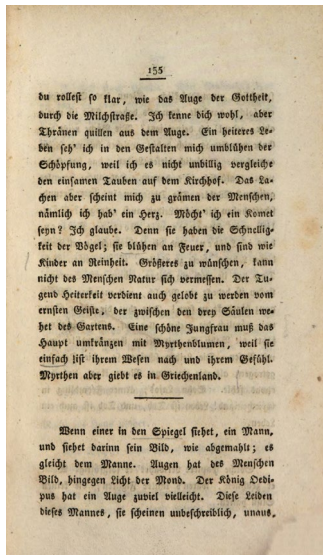 155
du rollest so klar, wie das Auge der Gottheit,
durch die Milchstraße. Ich kenne dich wohl, aber
Thränen quillen aus dem Auge. Ein heiteres Le-
ben seh' ich in den Gestalten mich umblühen der
Schöpfung, weil ich es nicht unbillig vergleiche
den einsamen Tauben auf dem Kirchhof. Das La-
chen aber scheint mich zu grämen der Menschen,
nämlich ich hab' ein Herz. Möcht' ich ein Komet
seyn? Ich glaube. Denn sie haben die Schnellig-
keit der Vögel; sie blühen an Feuer, und sind wie
Kinder an Reinheit. Größeres zu wünschen, kann
nicht des Menschen Natur sich vermessen. Der Tu-
gend Heiterkeit verdient auch gelobt zu werden vom
ernsten Geiste, der zwischen den drey Säulen we-
het des Gartens. Eine schöne Jungfrau muß das
Haupt umkränzen mit Myrthenblumen, weil sie
einfach ist ihrem Wesen nach und ihrem Gefühl.
Myrthen aber giebt es in Griechenland.
Wenn einer in den Spiegel siehet, ein Mann,
und siehet darinn sein Bild, wie abgemahlt; es
gleicht dem Manne. Augen hat des Menschen
Bild, hingegen Licht der Mond. Der König Oedi-
pus hat ein Auge zuviel vielleicht. Diese Leiden
dieses Mannes, sie scheinen unbeschreiblich, unaus-